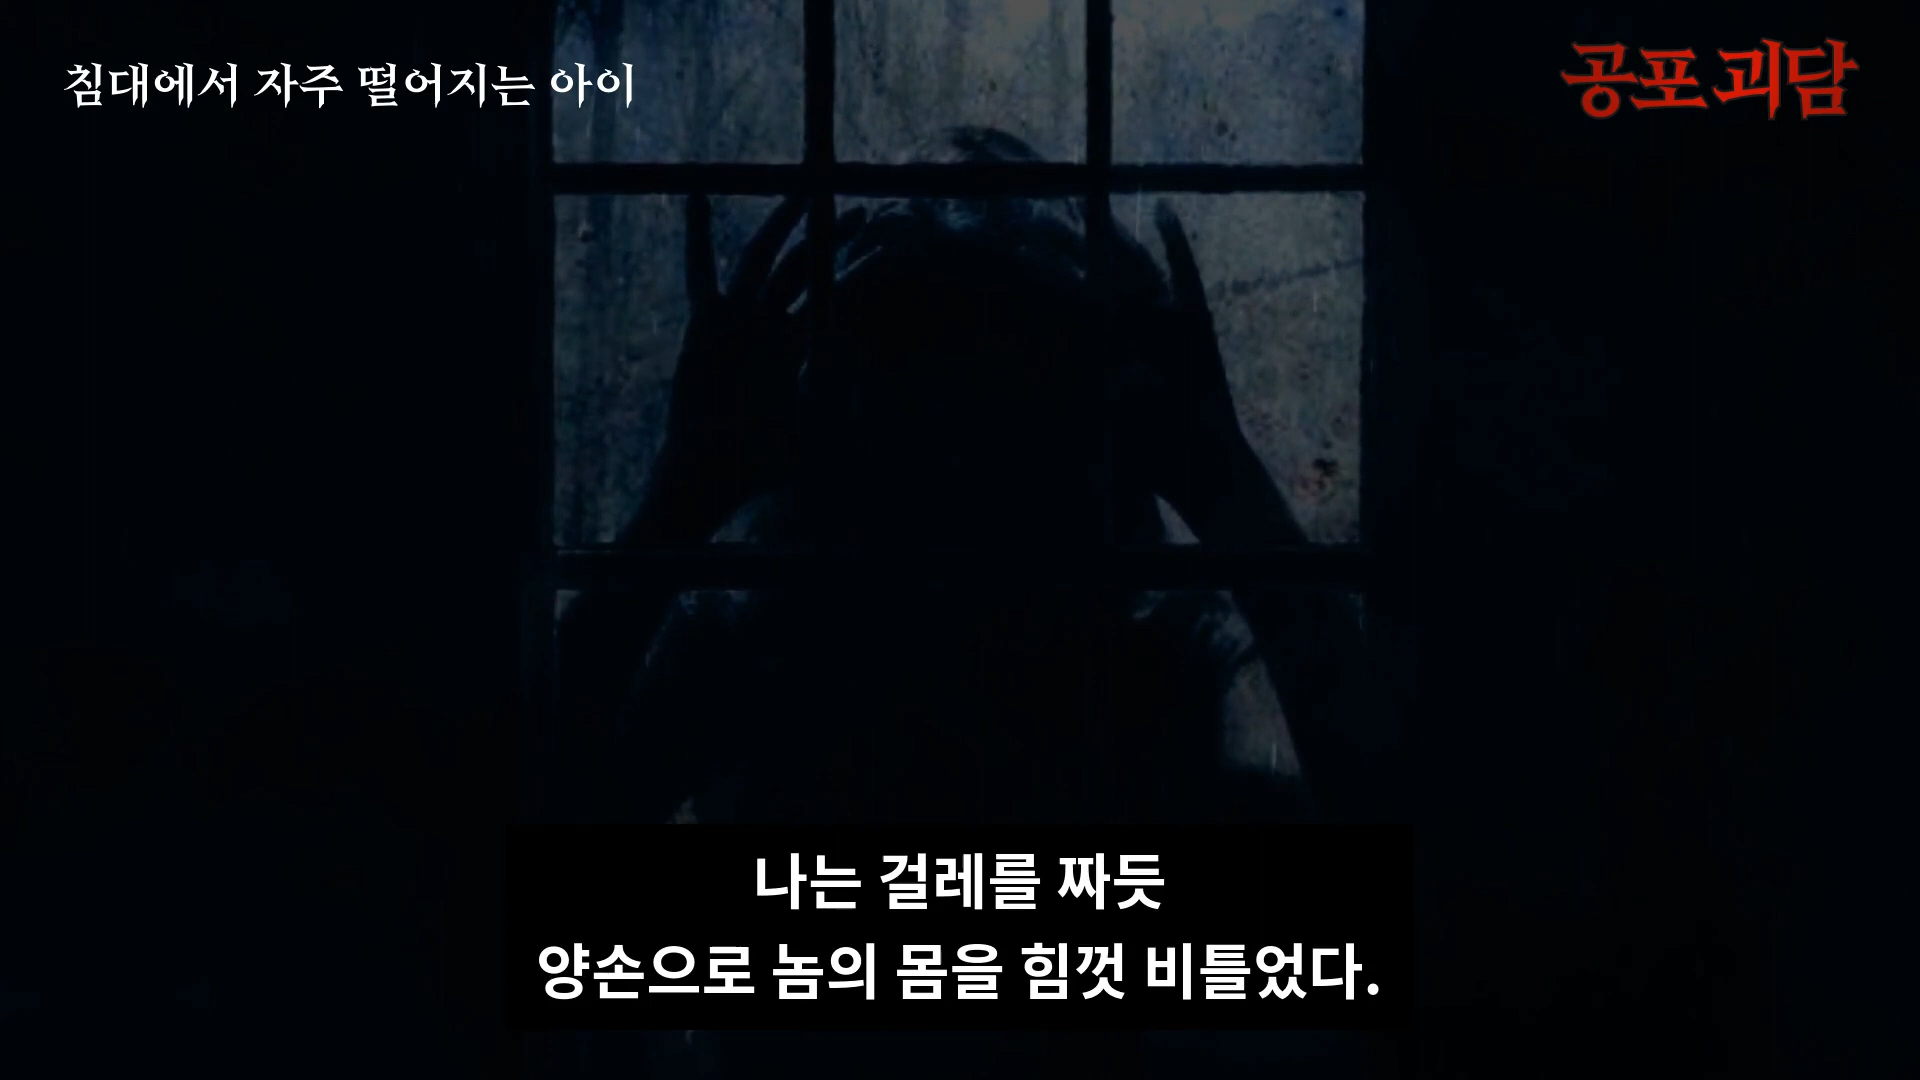 침대에서 자주 떨어지는 아이
공포 괴담
나는 걸레를 짜듯
양손으로 놈의 몸을 힘껏 비틀었다.